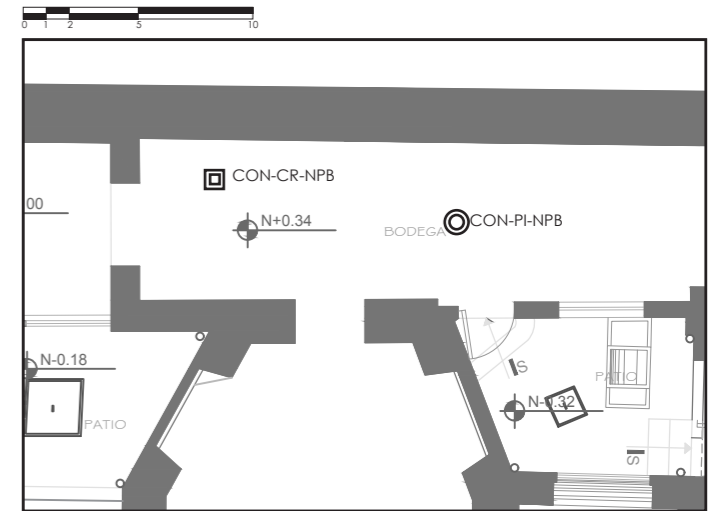 0 1 2 5 10
CON-CR-NPB
00
N+0.34
BODEGA
CON-PI-NPB
N-0.18
PATIO
S
PATIO
N-0.32
S